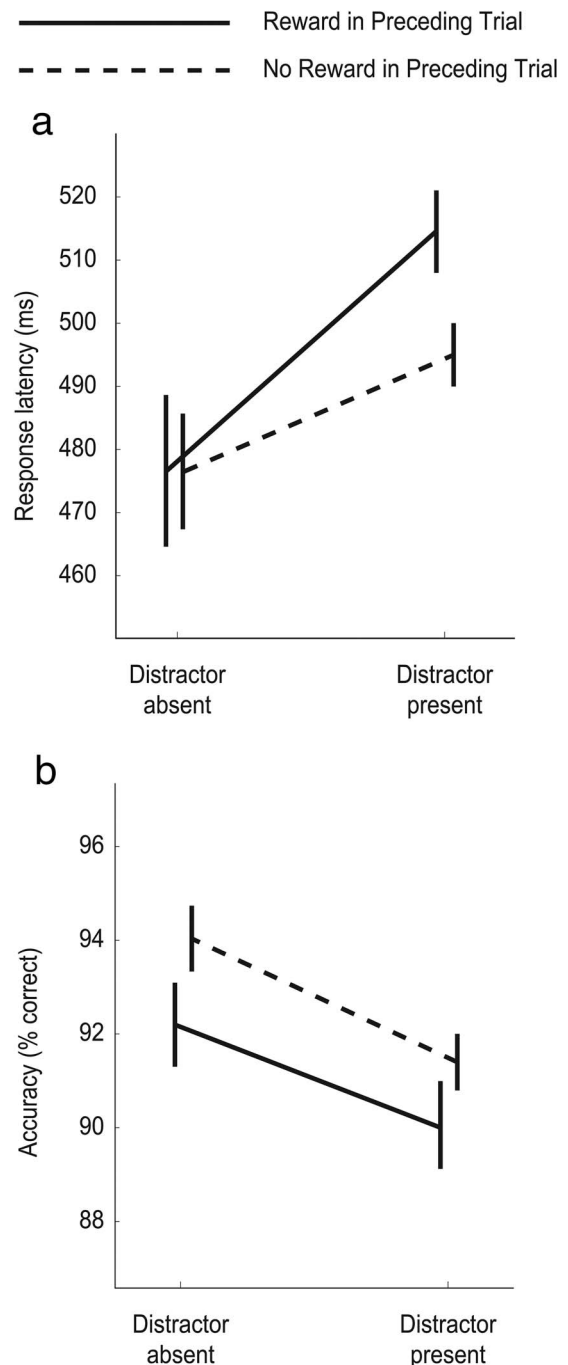 Reward in Preceding Trial
No Reward in Preceding Trial
a
520
510
500
490
480
470
460
Response latency (ms)
Distractor absent
Distractor present
b
96
94
92
90
88
Accuracy (% correct)
Distractor absent
Distractor present